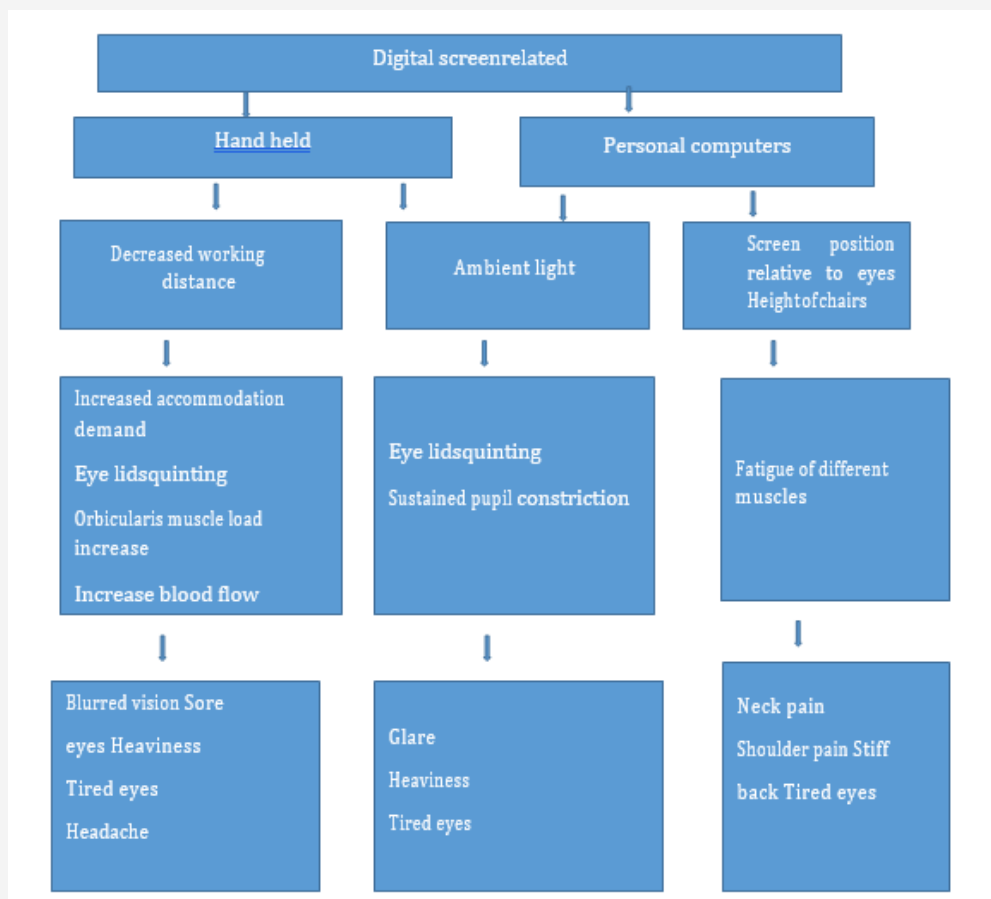 Digital screenrelated
Hand held
Personal computers
Decreased working
distance
Ambient light
Screen position
relative to eyes
Heightofchairs
Increased accommodation
demand
Eye lidsquinting
Orbicularis muscle load
increase
Increase blood flow
Eye lidsquinting
Sustained pupil constriction
Fatigue of different
muscles
Blurred vision Sore
eyes Heaviness
Tired eyes
Headache
Glare
Heaviness
Tired eyes
Neck pain
Shoulder pain Stiff
back Tired eyes